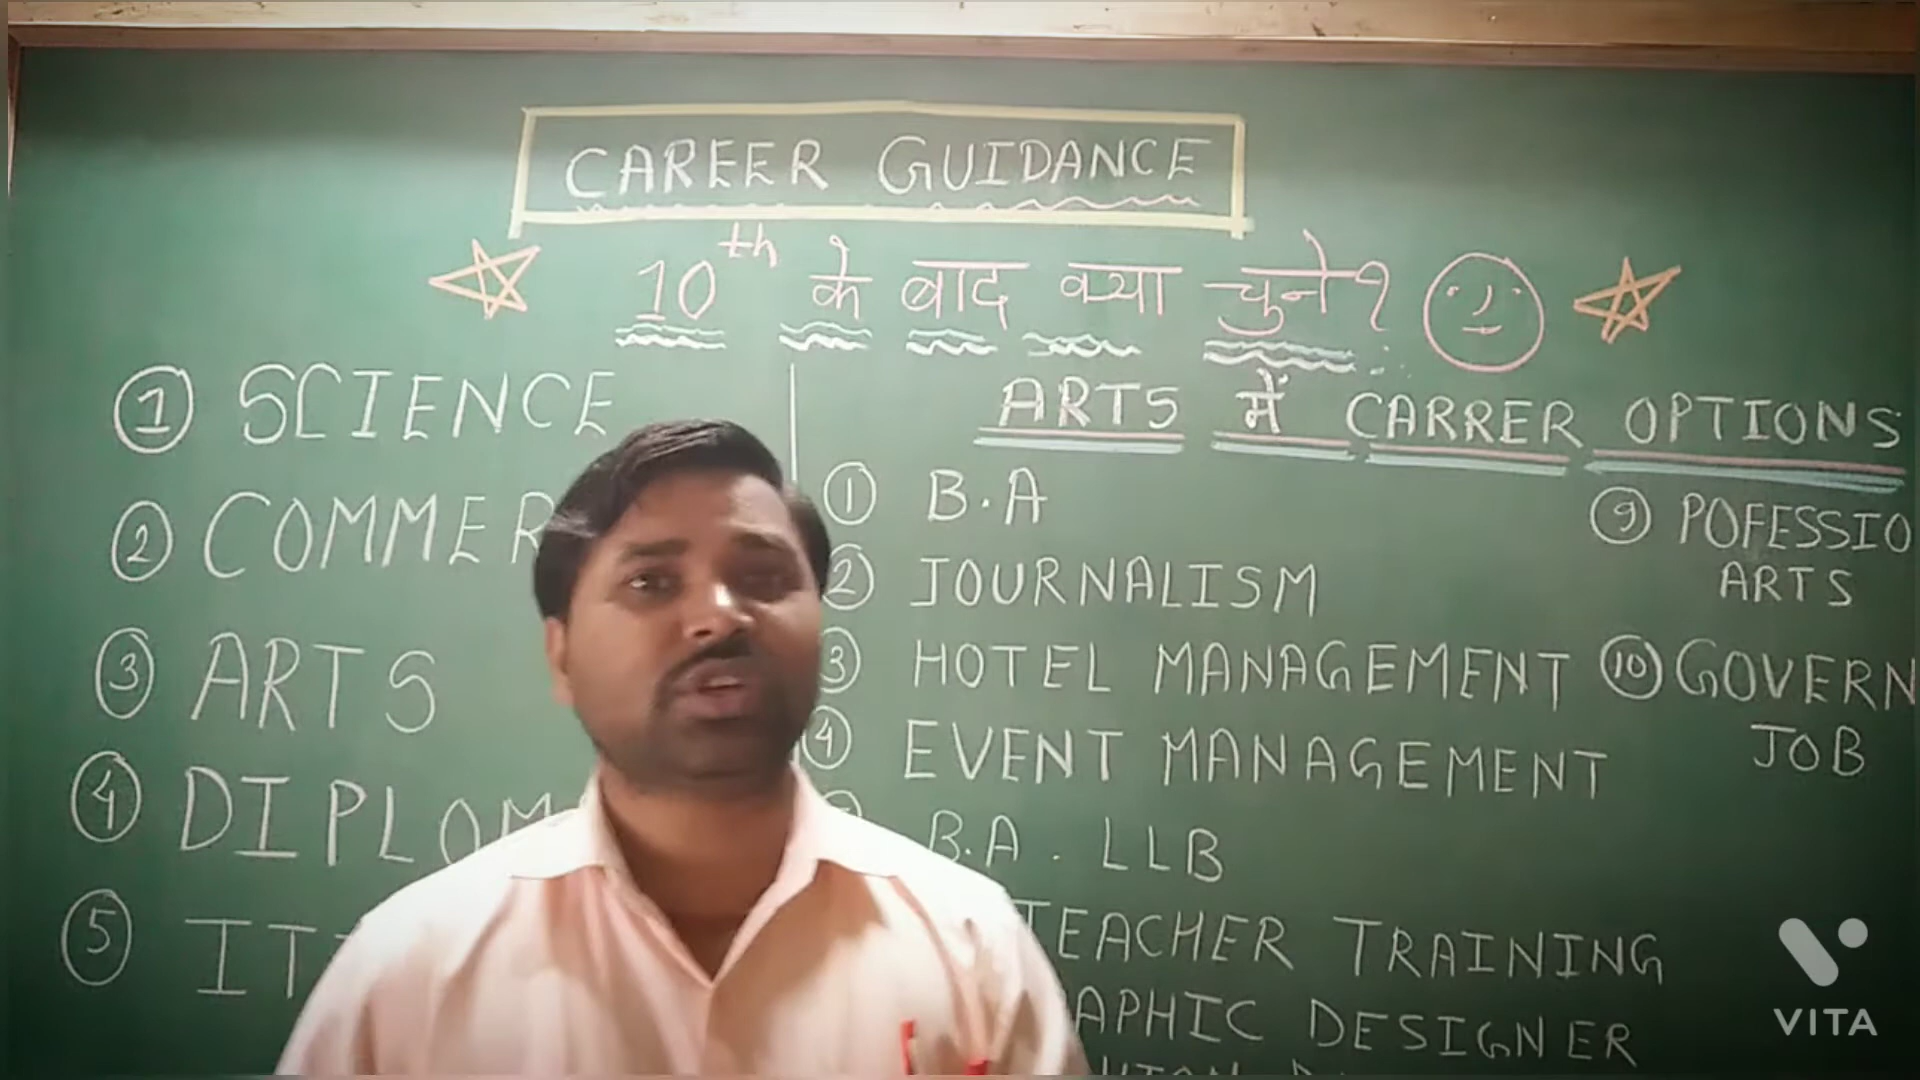 CAREER GUIDANCE
10th के बाद क्या चुने?
① SCIENCE
② COMMER
③ ARTS
④ DIPLOM
⑤ IT
ARTS में CARRER OPTIONS
① B.A
② JOURNALISM
③ HOTEL MANAGEMENT
④ EVENT MANAGEMENT
B.A. LLB
TEACHER TRAINING
APHIC DESIGNER
⑨ POFESSIO
ARTS
⑩ GOVERN
JOB
VITA